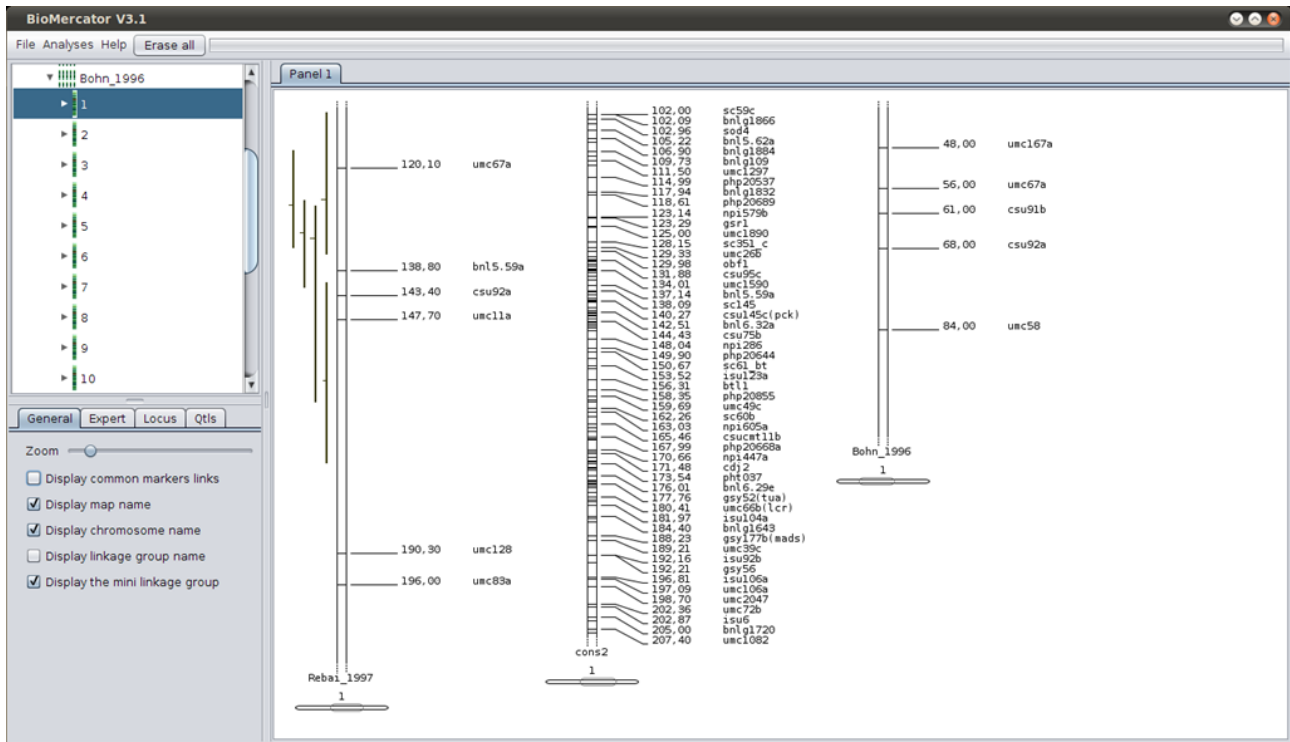 BioMercator V3.1
File Analyses Help Erase all
Bohn_1996
1
2
3
4
5
6
7
8
9
10
General Expert Locus Qtls
Zoom
Display common markers links
Display map name
Display chromosome name
Display linkage group name
Display the mini linkage group
Panel 1
120,10 umc67a
138,80 bnl5.59a
143,40 csu92a
147,70 umc11a
190,30 umc128
196,00 umc83a
Rebai_1997
1
102,00 sc59c
102,09 bnlg1866
102,96 sod4
105,22 bnl5.62a
106,90 bnlg1884
109,73 bnlg109
111,50 umc1297
114,99 php20537
117,94 bnlg1832
118,61 php20689
123,14 npi579b
123,29 gsr1
125,00 umc1890
128,15 sc351_c
129,33 umc26b
129,98 obf1
131,88 csu95c
134,01 umc1590
137,14 bnl5.59a
138,09 sc145
140,27 csu145c(pck)
142,51 bnl6.32a
144,43 csu75b
148,04 npi286
149,90 php20644
150,67 sc61_bt
153,52 isu123a
156,31 btl1
158,35 php20855
159,69 umc49c
162,26 sc60b
163,03 npi605a
165,46 csucmt11b
167,99 php20668a
170,66 npi447a
171,48 cdj2
173,54 pht037
176,01 bnl6.29e
177,76 gsy52(tua)
180,41 umc66b(lcr)
181,97 isu104a
184,40 bnlg1643
188,23 gsy177b(mads)
189,21 umc39c
192,16 isu92b
192,21 gsy56
196,81 isu106a
197,09 umc106a
198,70 umc2047
202,36 umc72b
202,87 isu6
205,00 bnlg1720
207,40 umc1082
cons2
1
48,00 umc167a
56,00 umc67a
61,00 csu91b
68,00 csu92a
84,00 umc58
Bohn_1996
1